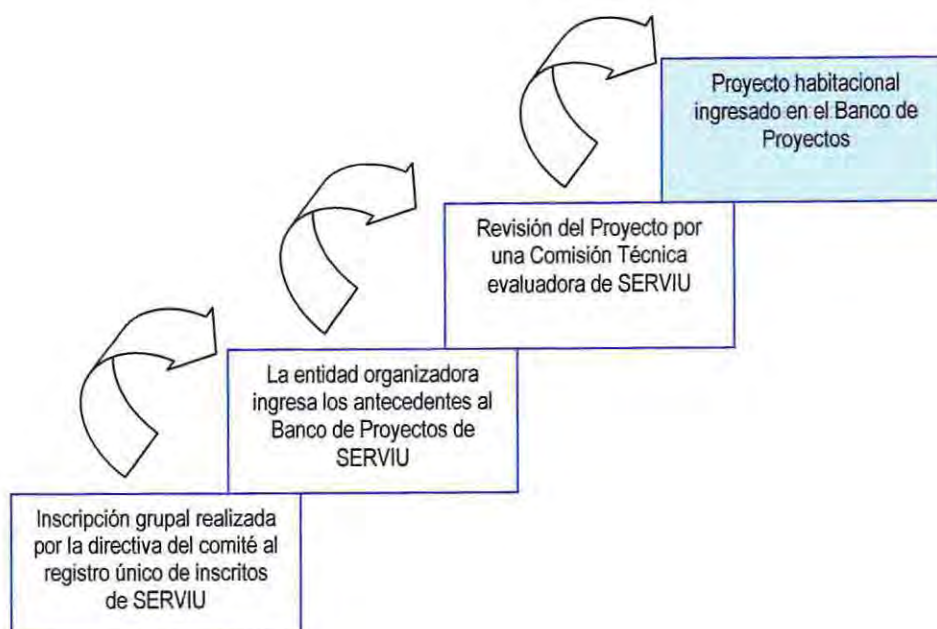 Proyecto habitacional
ingresado en el Banco de
Proyectos
Revisión del Proyecto por
una Comisión Técnica
evaluadora de SERVIU
La entidad organizadora
ingresa los antecedentes al
Banco de Proyectos de
SERVIU
Inscripción grupal realizada
por la directiva del comité al
registro único de inscritos
de SERVIU